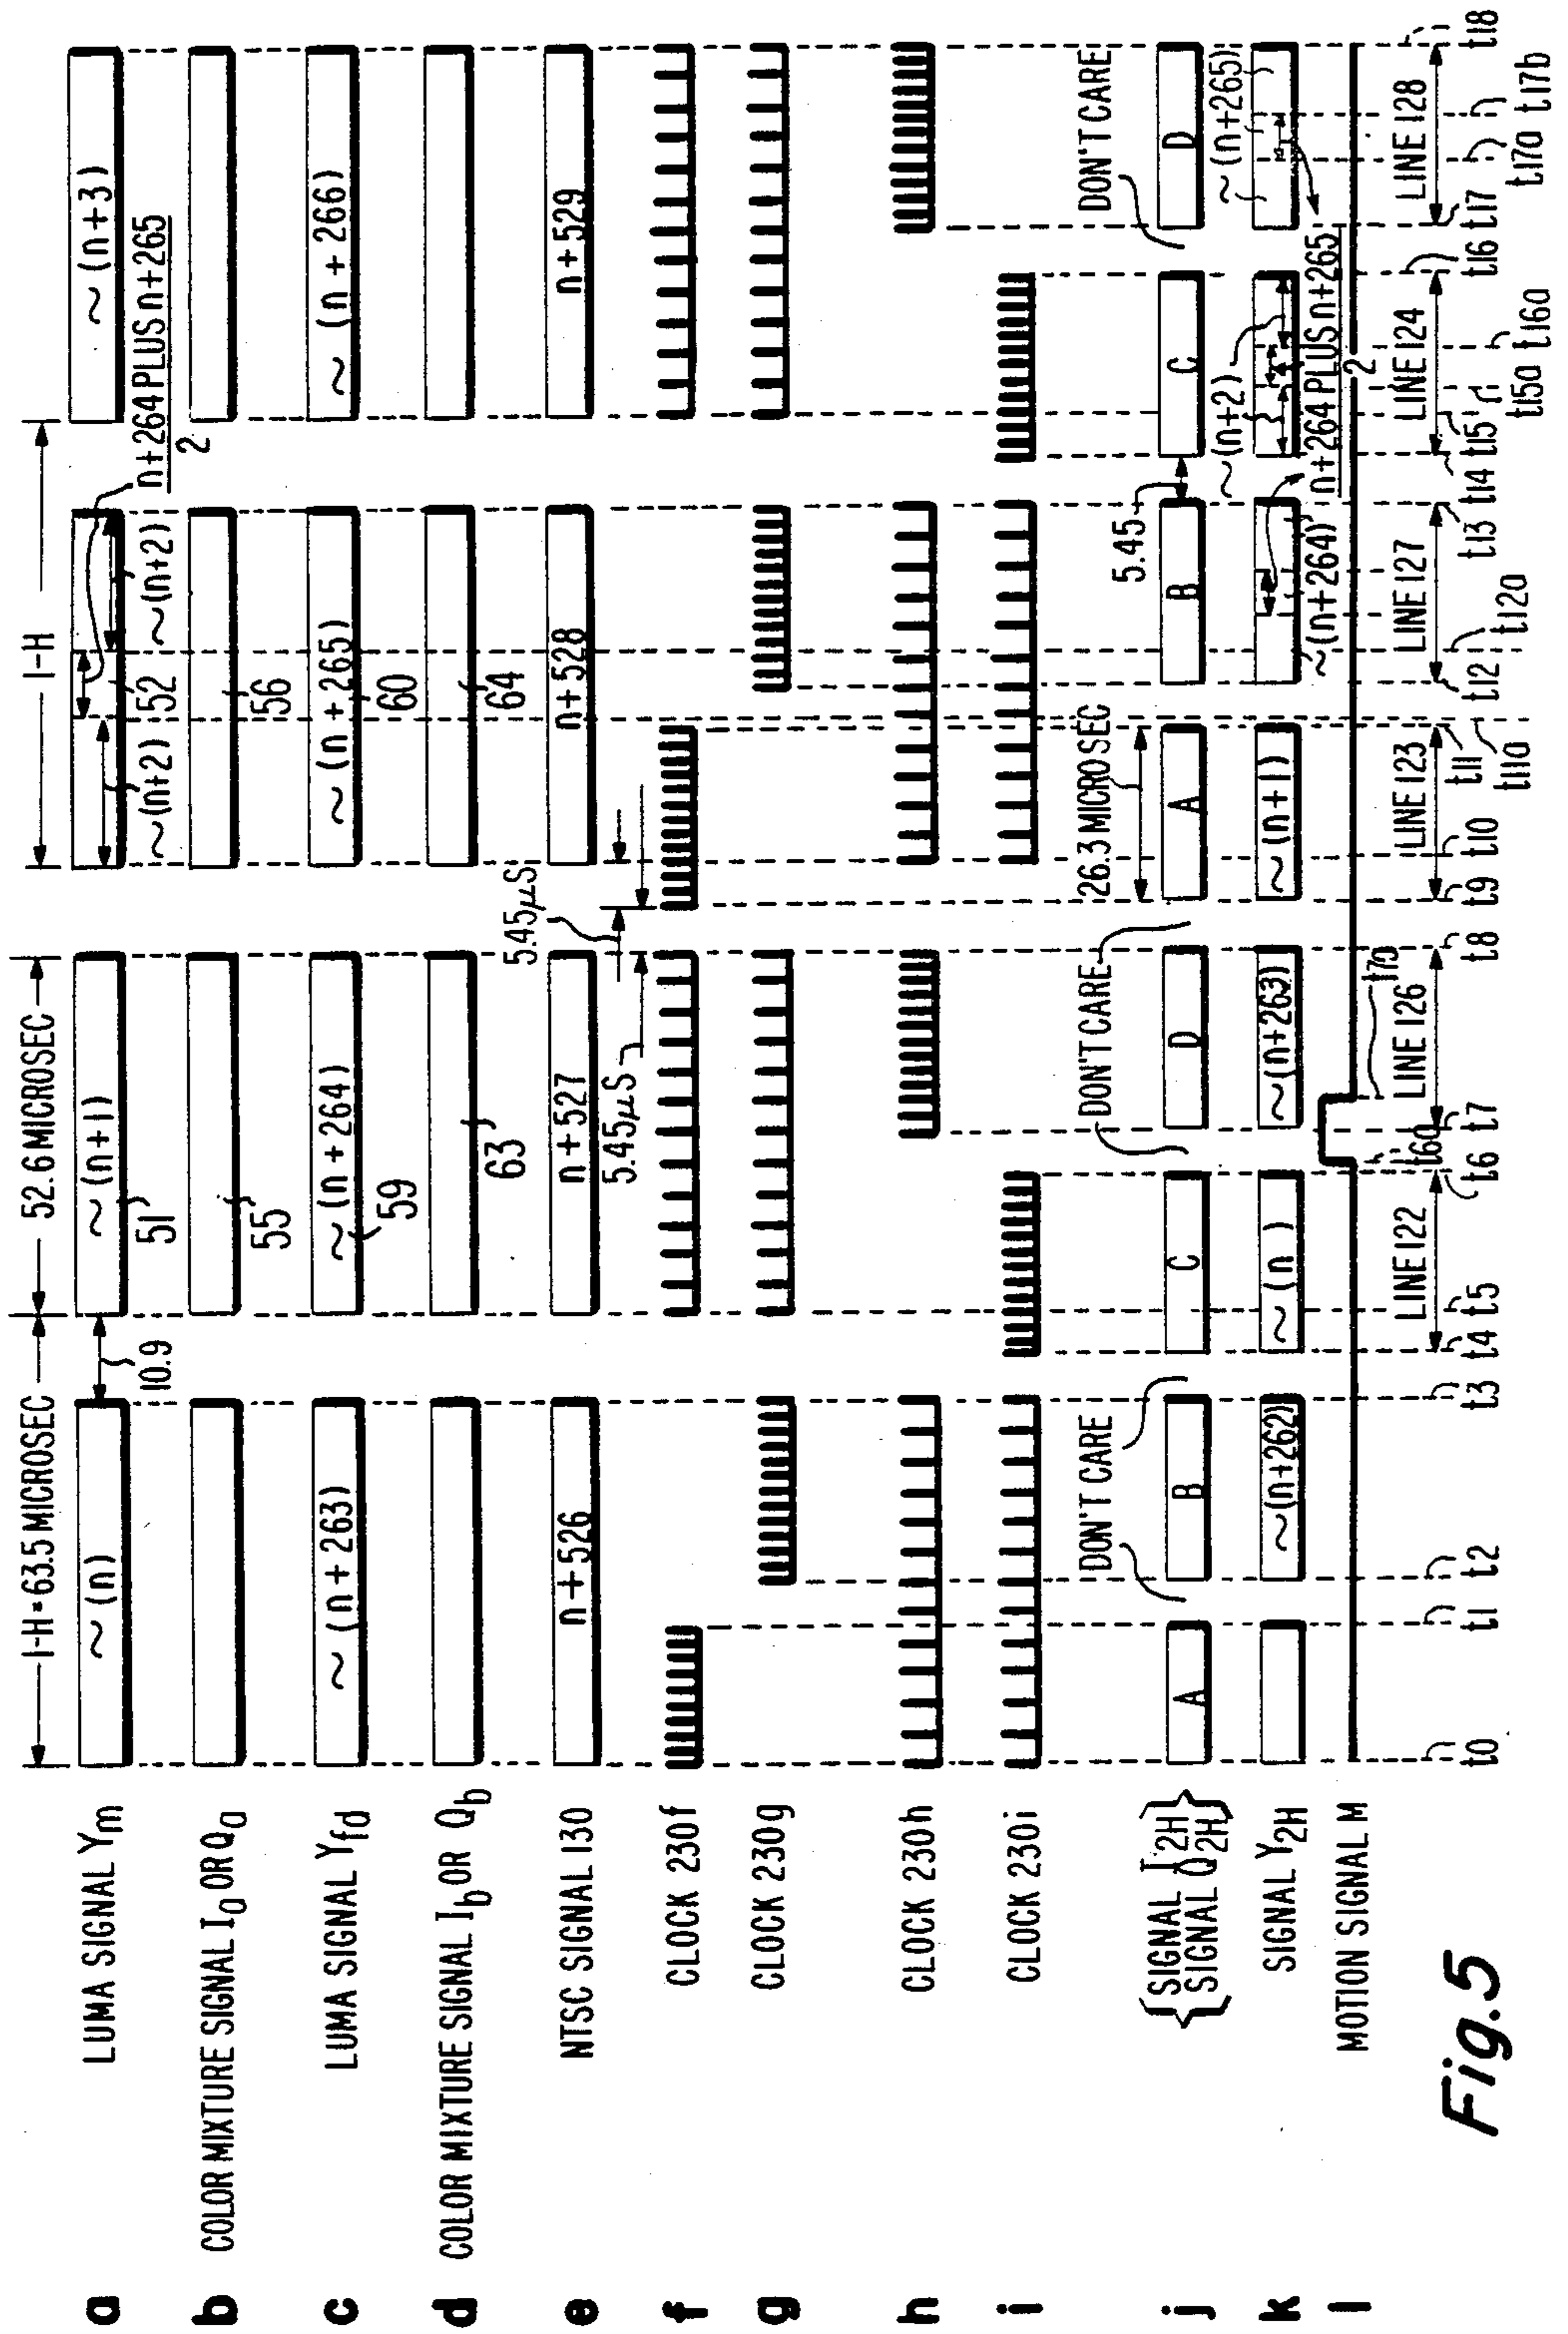 a LUMA SIGNAL Ym
1-H = 63.5 MICROSEC
52.6 MICROSEC
1-H
~(n)
10.9
~(n+1)
51
~(n+2)
52
~(n+2)
n+264 PLUS n+265
2
~(n+3)
b COLOR MIXTURE SIGNAL Ia OR Qa
55
56
c LUMA SIGNAL Yfd
~(n+263)
~(n+264)
59
~(n+265)
60
~(n+266)
d COLOR MIXTURE SIGNAL Ib OR Qb
63
64
e NTSC SIGNAL 130
n+526
n+527
n+528
n+529
5.45μS
5.45μS
f CLOCK 230f
g CLOCK 230g
h CLOCK 230h
i CLOCK 230i
DON'T CARE
DON'T CARE
26.3 MICROSEC
5.45
DON'T CARE
j {SIGNAL I2H}
{SIGNAL Q2H}
A
B
C
D
A
B
C
D
k SIGNAL Y2H
~(n+262)
~(n)
~(n+263)
~(n+1)
~(n+264)
~(n+2)
n+264 PLUS n+265
2
~(n+265)
l MOTION SIGNAL M
t6a
t7a
LINE 122
LINE 126
LINE 123
LINE 127
LINE 124
LINE 128
t0
t1
t2
t3
t4
t5
t6
t7
t8
t9
t10
t11
t11a
t12
t12a
t13
t14
t15
t15a
t16a
t16
t17
t17a
t17b
t18
Fig.5